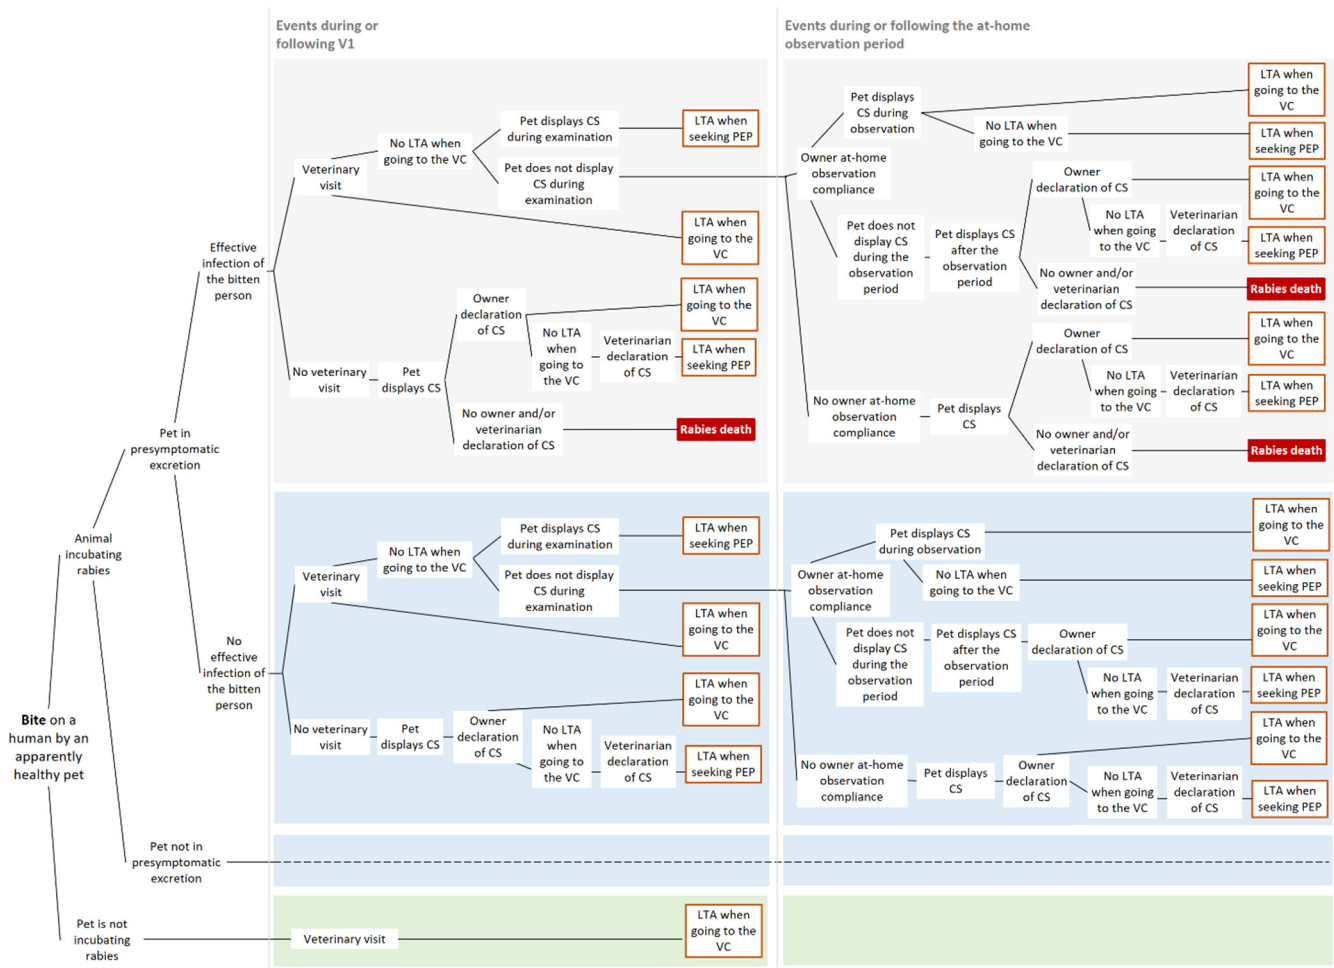 Events during or
following V1
Events during or following the at-home
observation period
Bite on a
human by an
apparently
healthy pet
Animal
incubating
rabies
Pet is not
incubating
rabies
Pet in
presymptomatic
excretion
Pet not in
presymptomatic
excretion
Effective
infection of
the bitten
person
No
effective
infection of
the bitten
person
Veterinary
visit
No LTA when
going to the VC
Pet displays CS
during examination
LTA when
seeking PEP
Pet does not display
CS during
examination
LTA when
going to the
VC
No veterinary
visit
Pet
displays CS
Owner
declaration
of CS
LTA when
going to the
VC
No LTA
when
going to
the VC
Veterinarian
declaration
of CS
LTA when
seeking PEP
No owner and/or
veterinarian
declaration of CS
Rabies death
Owner at-home
observation
compliance
Pet displays
CS during
observation
LTA when
going to the
VC
No LTA when
going to the VC
LTA when
seeking PEP
Pet does not
display CS
during the
observation
period
Pet displays CS
after the
observation
period
Owner
declaration of CS
LTA when
going to the
VC
No LTA
when going
to the VC
Veterinarian
declaration
of CS
LTA when
seeking PEP
No owner and/or
veterinarian
declaration of CS
Rabies death
No owner at-home
observation
compliance
Pet displays
CS
Owner
declaration of CS
LTA when
going to the
VC
No LTA
when going
to the VC
Veterinarian
declaration
of CS
LTA when
seeking PEP
No owner and/or
veterinarian
declaration of CS
Rabies death
Veterinary
visit
No LTA when
going to the VC
Pet displays CS
during examination
LTA when
seeking PEP
Pet does not display
CS during
examination
LTA when
going to the
VC
No veterinary
visit
Pet
displays CS
Owner
declaration
of CS
LTA when
going to the
VC
No LTA
when
going to
the VC
Veterinarian
declaration
of CS
LTA when
seeking PEP
Owner at-home
observation
compliance
Pet displays CS
during observation
LTA when
going to the
VC
No LTA when
going to the VC
LTA when
seeking PEP
Pet does not
display CS
during the
observation
period
Pet displays CS
after the
observation
period
Owner
declaration of CS
LTA when
going to the
VC
No LTA
when going
to the VC
Veterinarian
declaration
of CS
LTA when
seeking PEP
No owner at-home
observation
compliance
Pet displays
CS
Owner
declaration
of CS
LTA when
going to the
VC
No LTA
when going
to the VC
Veterinarian
declaration
of CS
LTA when
seeking PEP
Veterinary visit
LTA when
going to the
VC